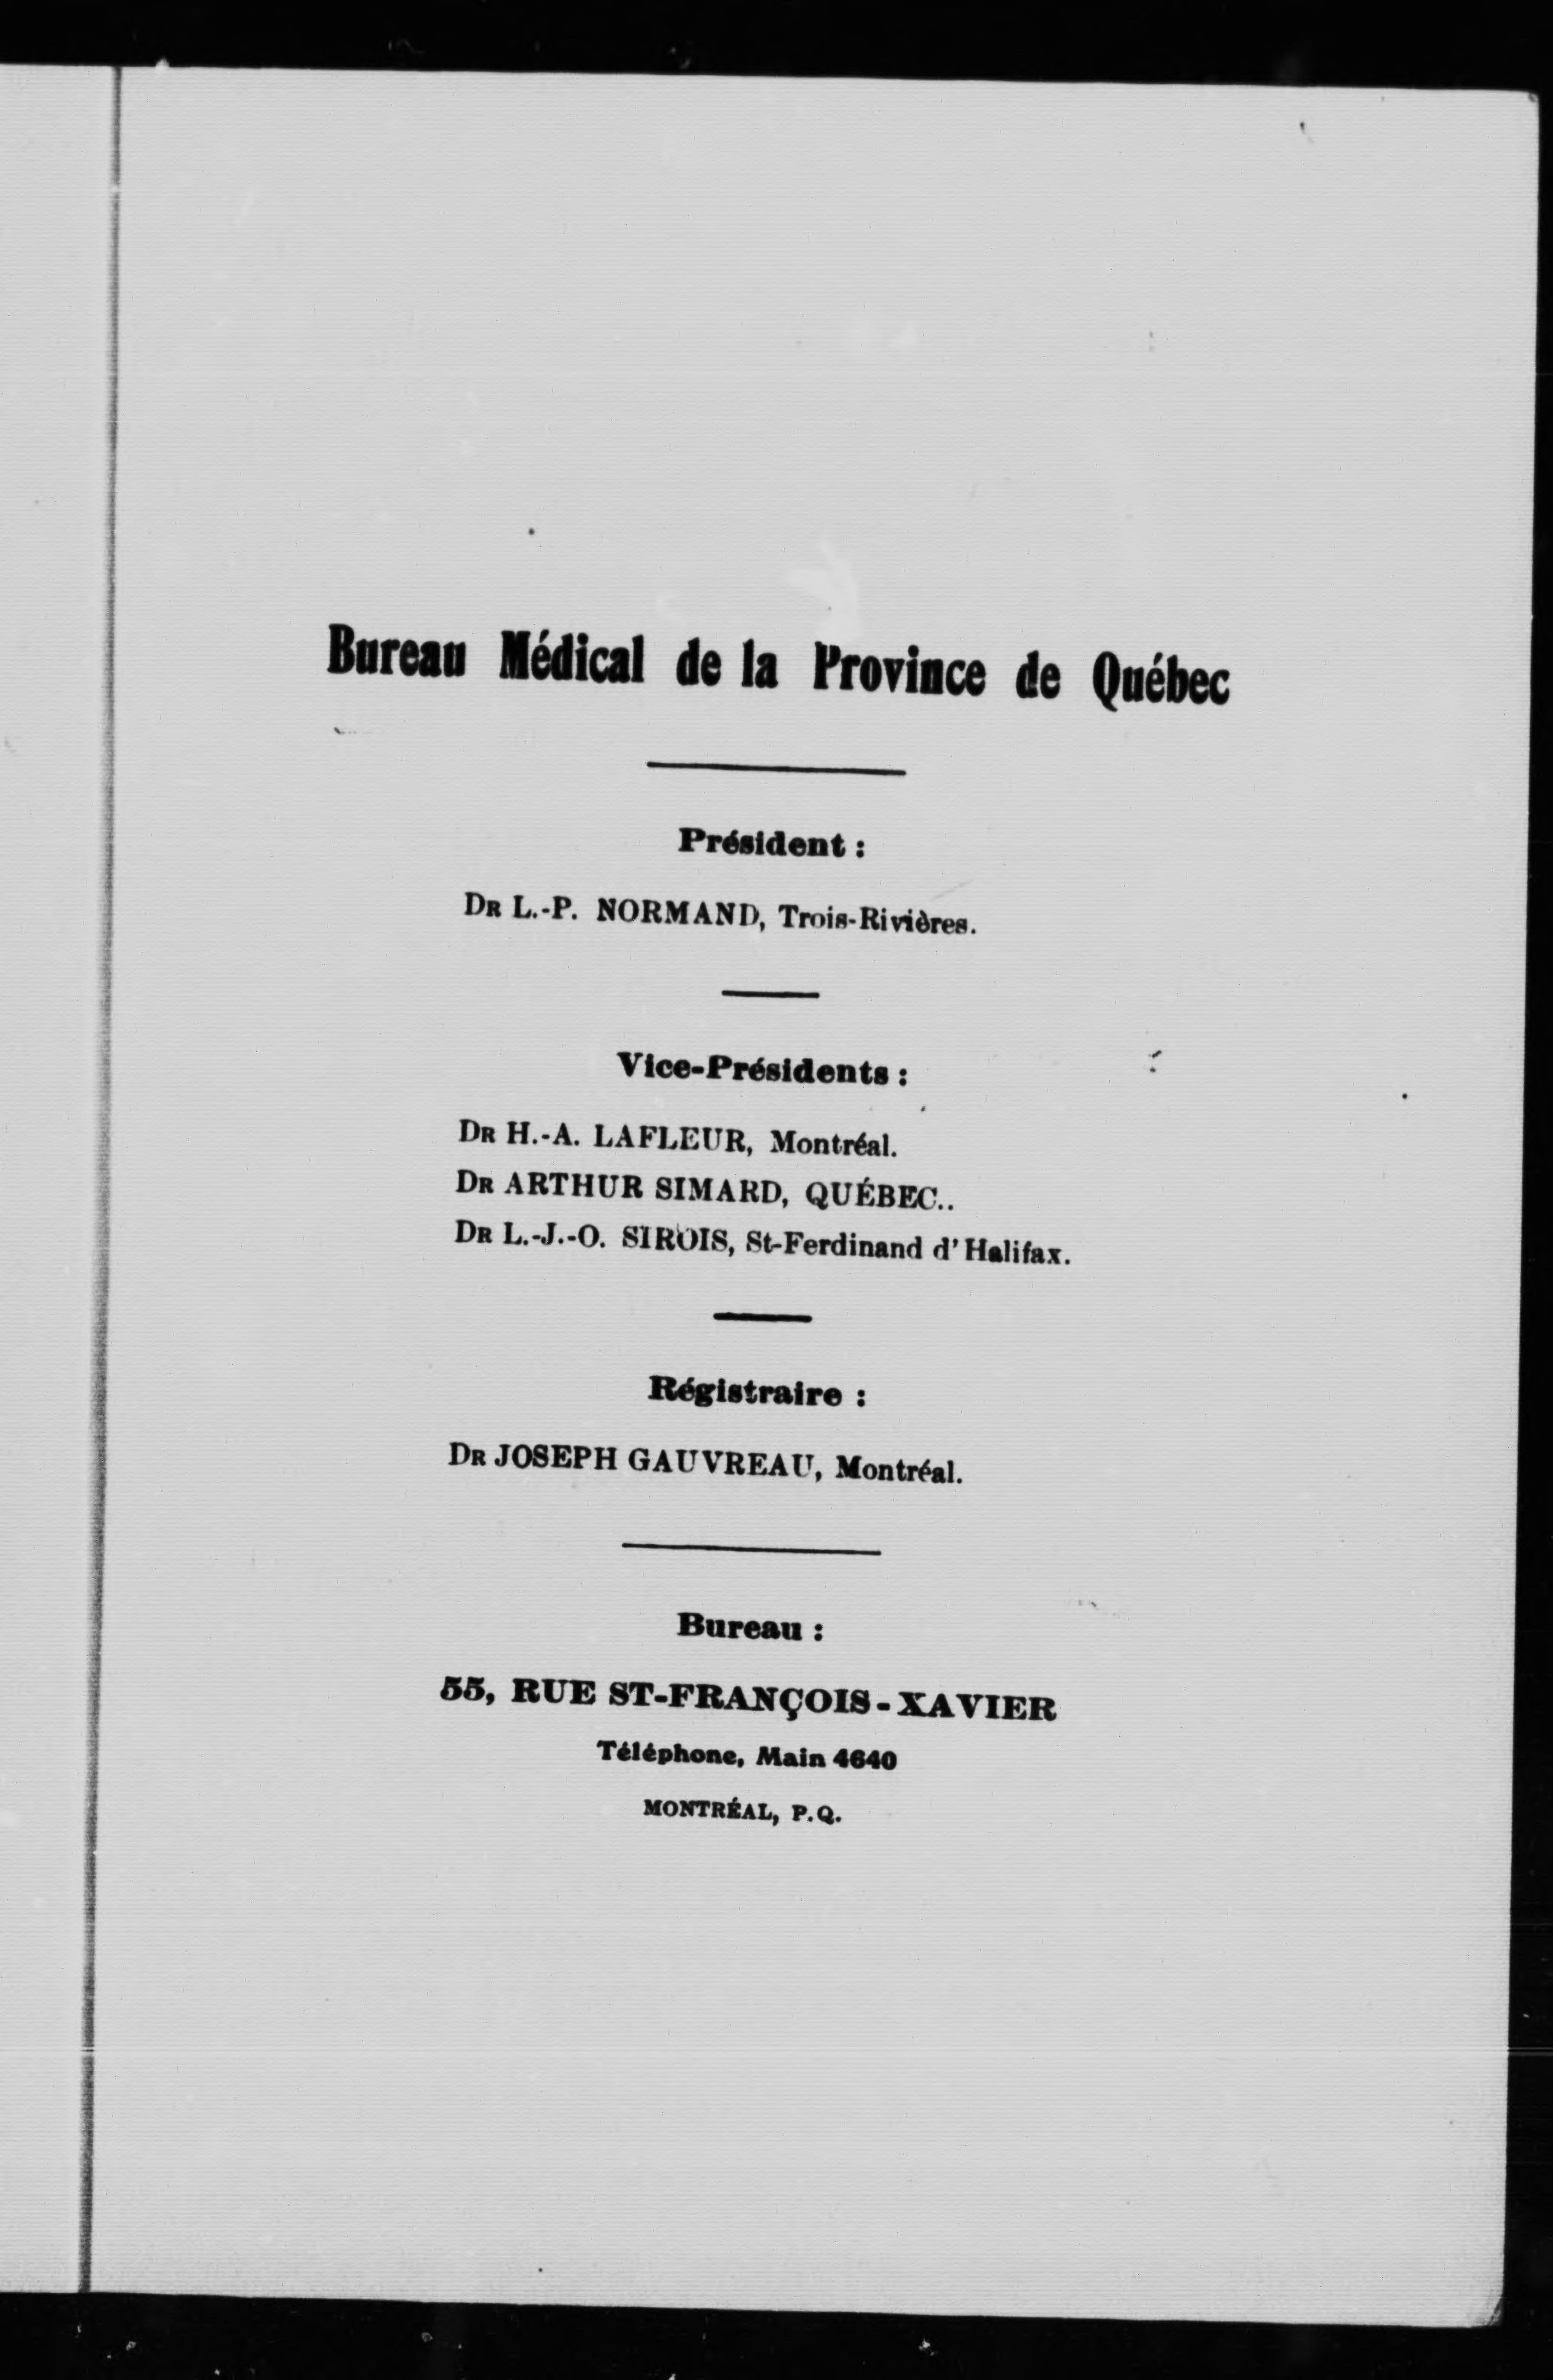 Bureau Médical de la Province de Québec
Président :
DR L.-P. NORMAND, Trois-Rivières.
Vice-Présidents :
DR H.-A. LAFLEUR, Montréal.
DR ARTHUR SIMARD, QUÉBEC..
DR L.-J.-O. SIROIS, St-Ferdinand d'Halifax.
Régistraire :
DR JOSEPH GAUVREAU, Montréal.
Bureau :
55, RUE ST-FRANÇOIS-XAVIER
Téléphone, Main 4640
MONTRÉAL, P.Q.